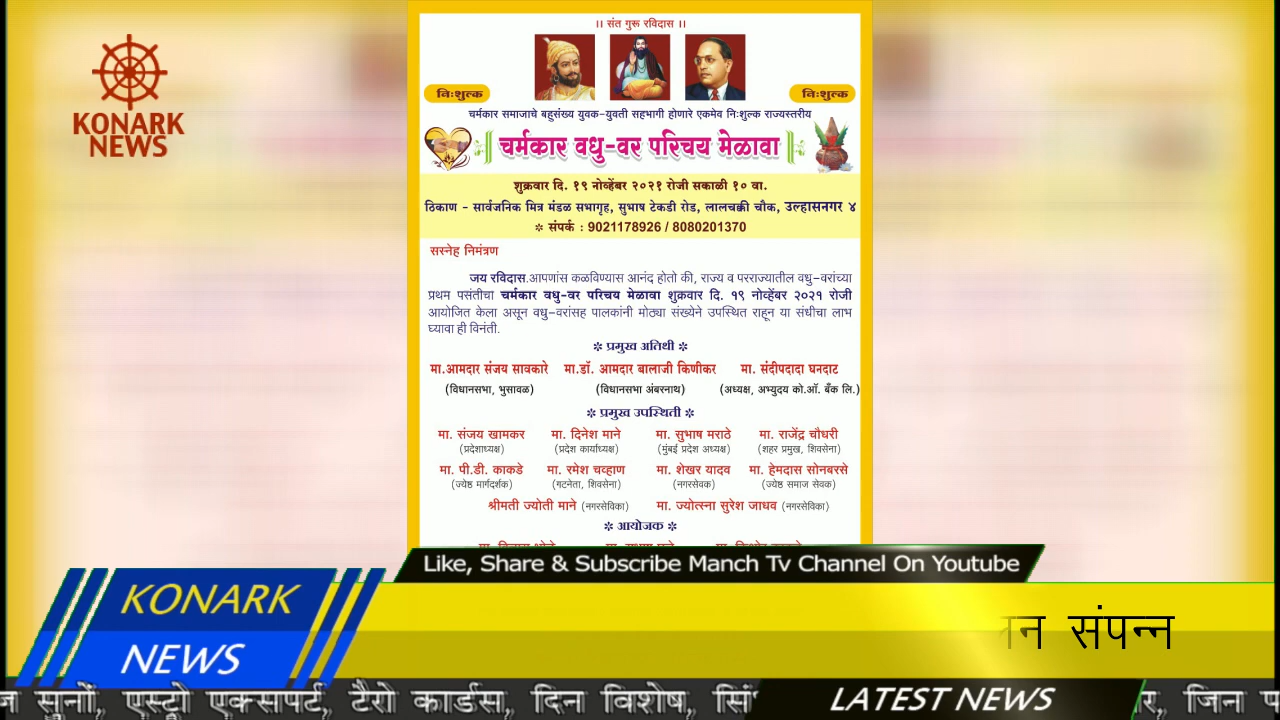 ।। संत गुरू रविदास ।।
KONARK
NEWS
निःशुल्क
निःशुल्क
चर्मकार समाजाचे बहुसंख्य युवक-युवती सहभागी होणारे एकमेव निःशुल्क राज्यस्तरीय
चर्मकार वधु-वर परिचय मेळावा
शुक्रवार दि. १९ नोव्हेंबर २०२१ रोजी सकाळी १० वा.
ठिकाण - सार्वजनिक मित्र मंडळ सभागृह, सुभाष टेकडी रोड, लालचक्की चौक, उल्हासनगर ४
* संपर्क : 9021178926 / 8080201370
सस्नेह निमंत्रण
जय रविदास.आपणांस कळविण्यास आनंद होतो की, राज्य व परराज्यातील वधु-वरांच्या
प्रथम पसंतीचा चर्मकार वधु-वर परिचय मेळावा शुक्रवार दि. १९ नोव्हेंबर २०२१ रोजी
आयोजित केला असून वधु-वरांसह पालकांनी मोठ्या संख्येने उपस्थित राहून या संधीचा लाभ
घ्यावा ही विनंती.
* प्रमुख अतिथी *
मा.आमदार संजय सावकारे मा.डॉ. आमदार बालाजी किणीकर मा. संदीपदादा घनदाट
(विधानसभा, भुसावळ) (विधानसभा अंबरनाथ) (अध्यक्ष, अभ्युदय को.ऑ. बँक लि.)
* प्रमुख उपस्थिती *
मा. संजय खामकर मा. दिनेश माने मा. सुभाष मराठे मा. राजेंद्र चौधरी
(प्रदेशाध्यक्ष) (प्रदेश कार्याध्यक्ष) (मुंबई प्रदेश अध्यक्ष) (शहर प्रमुख, शिवसेना)
मा. पी.डी. काकडे मा. रमेश चव्हाण मा. शेखर यादव मा. हेमदास सोनबरसे
(ज्येष्ठ मार्गदर्शक) (गटनेता, शिवसेना) (नगरसेवक) (ज्येष्ठ समाज सेवक)
श्रीमती ज्योती माने (नगरसेविका) मा. ज्योत्स्ना सुरेश जाधव (नगरसेविका)
* आयोजक *
Like, Share & Subscribe Manch Tv Channel On Youtube
KONARK
NEWS
संपन्न
सुनों, एस्ट्रो एक्सपर्ट, टैरो कार्डस, दिन विशेष,
LATEST NEWS
जिन